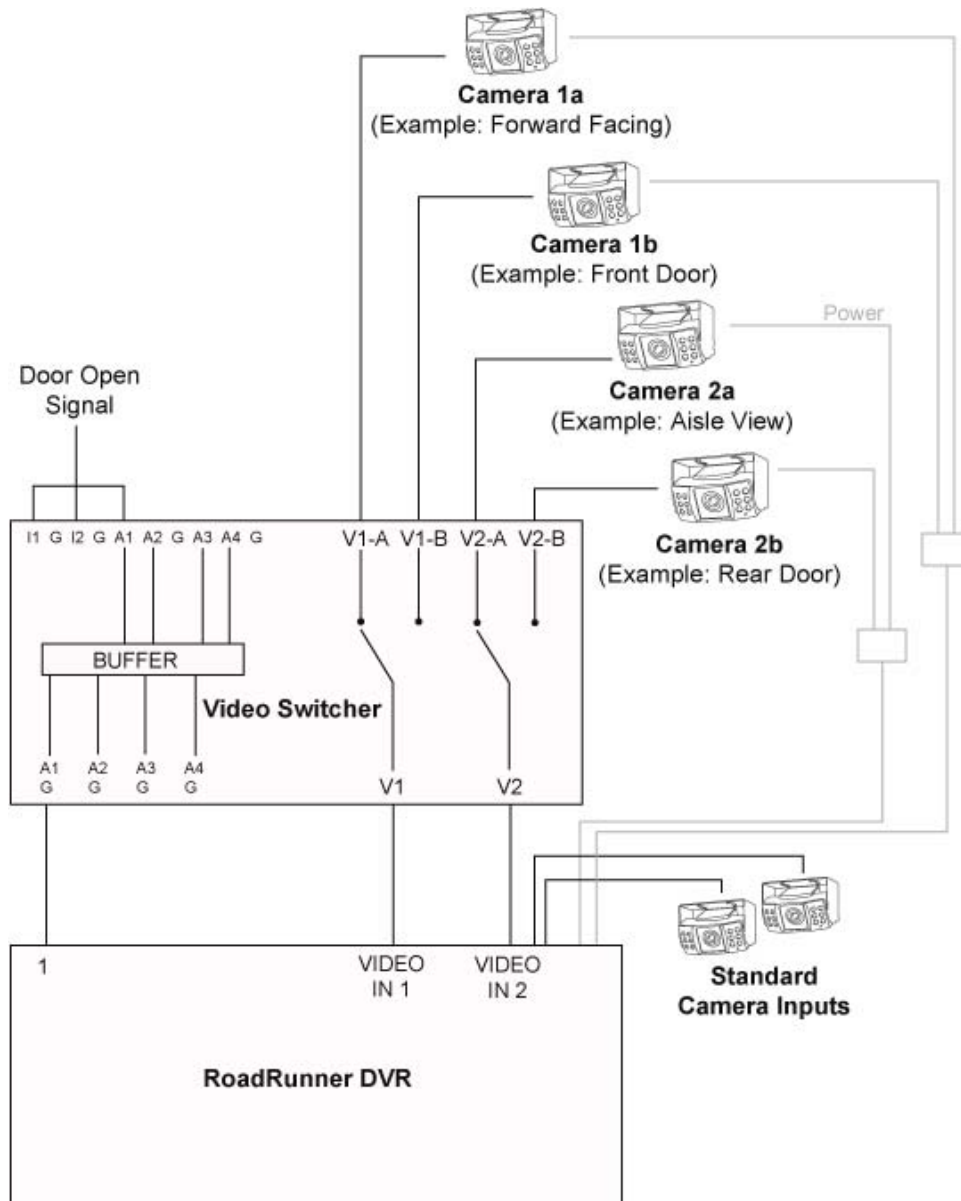 Camera 1a
(Example: Forward Facing)
Camera 1b
(Example: Front Door)
Power
Camera 2a
(Example: Aisle View)
Door Open
Signal
Camera 2b
(Example: Rear Door)
I1 G I2 G A1 A2 G A3 A4 G
V1-A V1-B V2-A V2-B
BUFFER
Video Switcher
A1 A2 A3 A4
G G G G
V1 V2
1
VIDEO
IN 1
VIDEO
IN 2
Standard
Camera Inputs
RoadRunner DVR